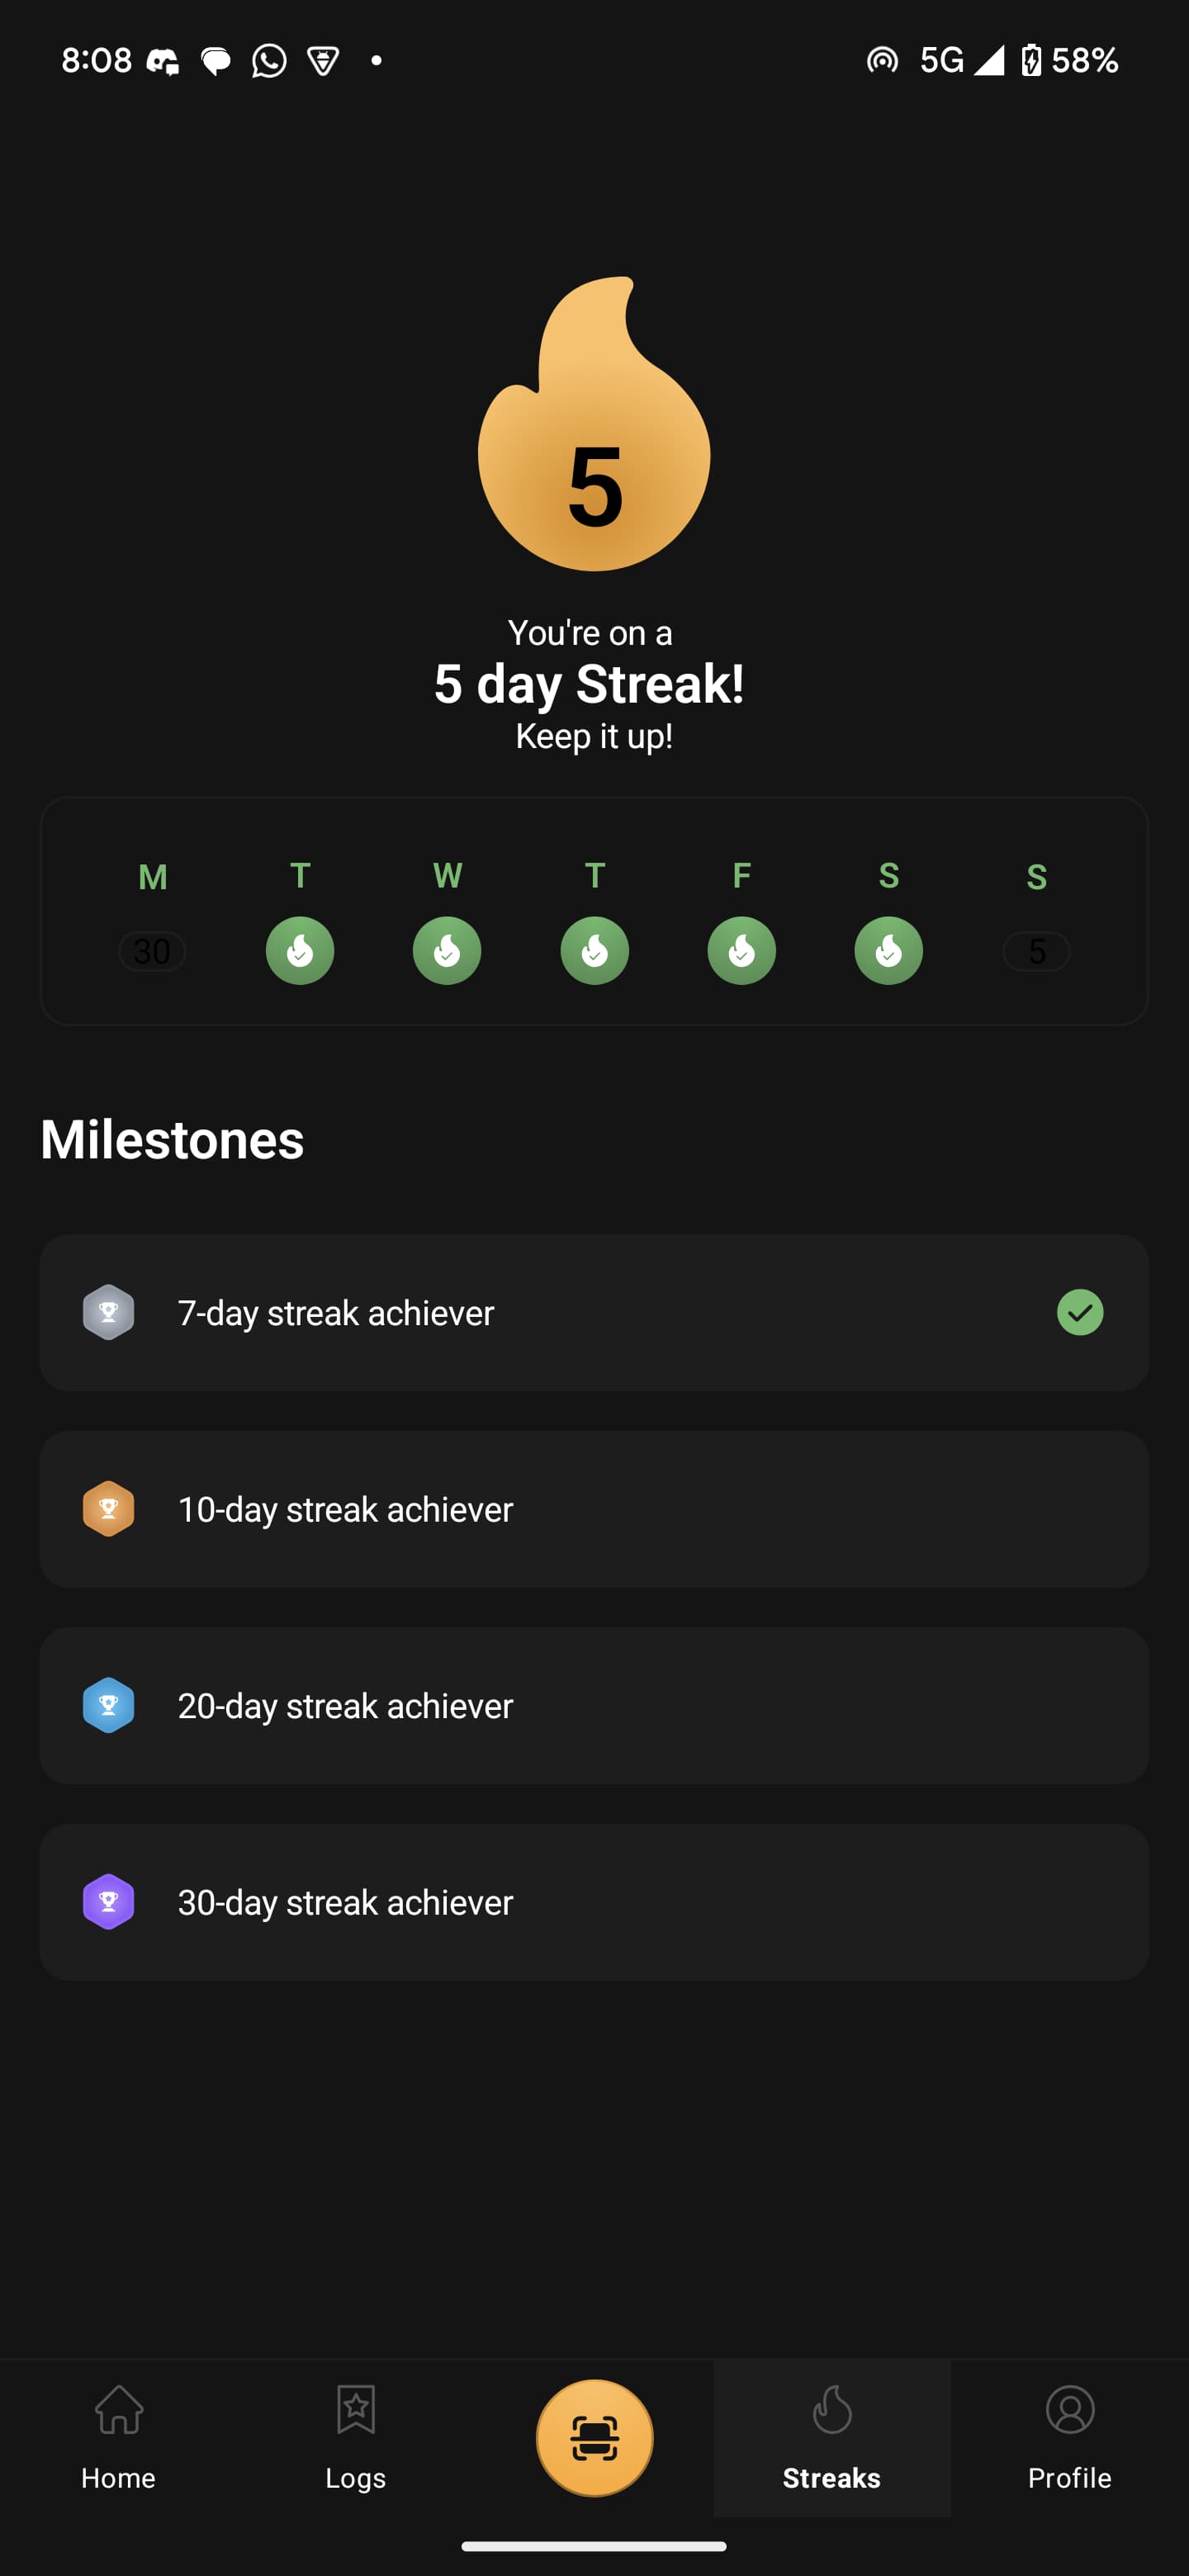 8:08
5G 58%
5
You're on a
5 day Streak!
Keep it up!
M T W T F S S
30 5
Milestones
7-day streak achiever
10-day streak achiever
20-day streak achiever
30-day streak achiever
Home Logs Streaks Profile